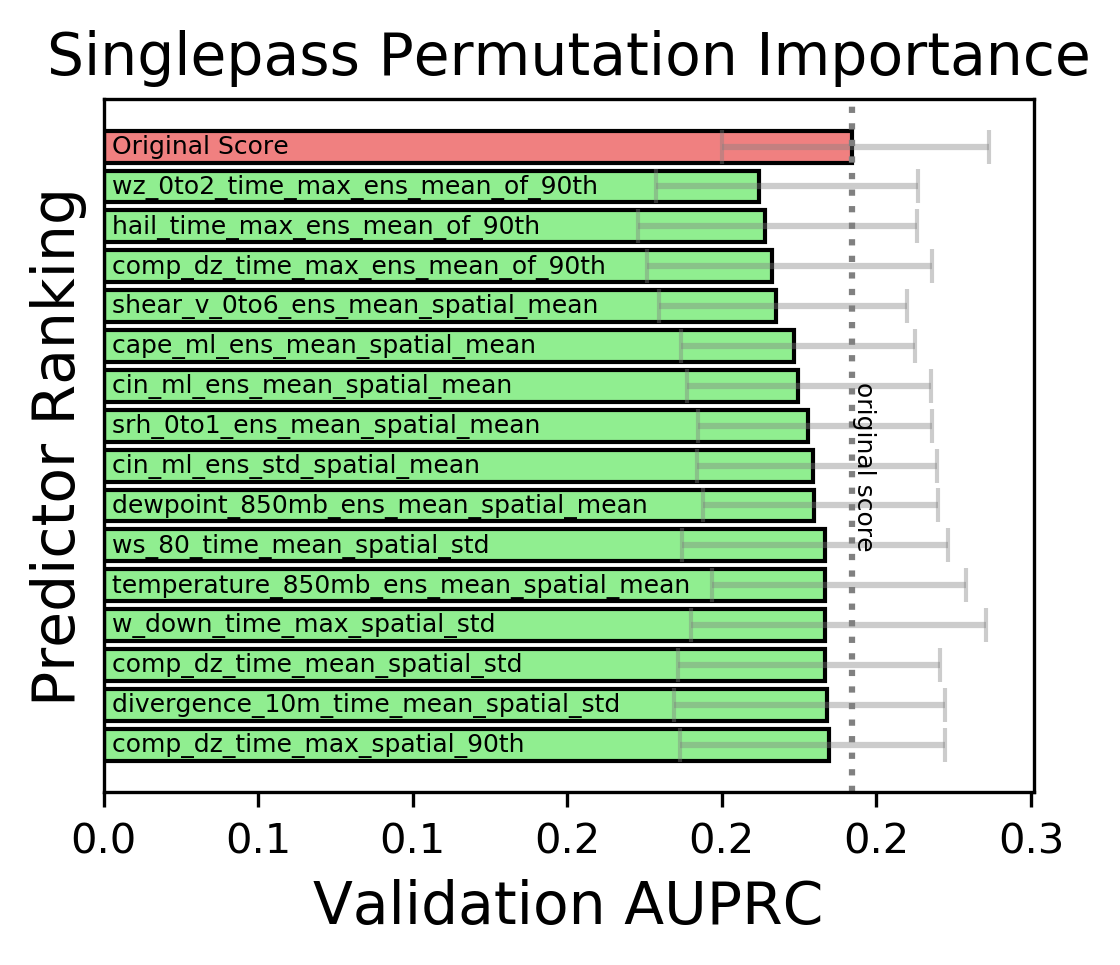 Singlepass Permutation Importance
Predictor Ranking
Original Score
wz_0to2_time_max_ens_mean_of_90th
hail_time_max_ens_mean_of_90th
comp_dz_time_max_ens_mean_of_90th
shear_v_0to6_ens_mean_spatial_mean
cape_ml_ens_mean_spatial_mean
cin_ml_ens_mean_spatial_mean
srh_0to1_ens_mean_spatial_mean
cin_ml_ens_std_spatial_mean
dewpoint_850mb_ens_mean_spatial_mean
ws_80_time_mean_spatial_std
temperature_850mb_ens_mean_spatial_mean
w_down_time_max_spatial_std
comp_dz_time_mean_spatial_std
divergence_10m_time_mean_spatial_std
comp_dz_time_max_spatial_90th
original score
0.0 0.1 0.1 0.2 0.2 0.2 0.3
Validation AUPRC